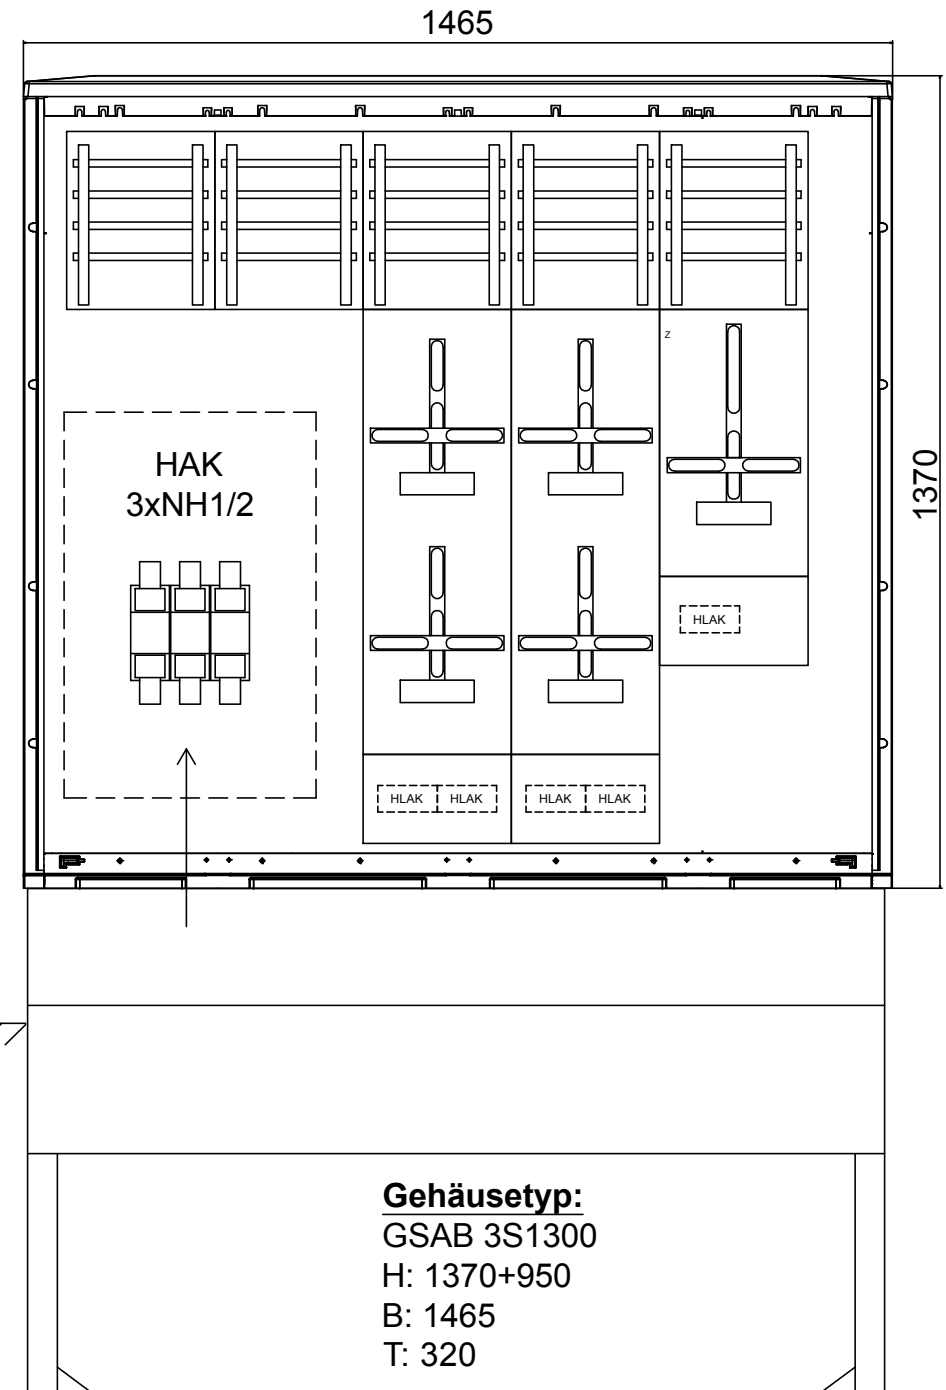 1465
z
HAK
3xNH1/2
1370
HLAK
HLAK HLAK HLAK HLAK
Gehäusetyp:
GSAB 3S1300
H: 1370+950
B: 1465
T: 320